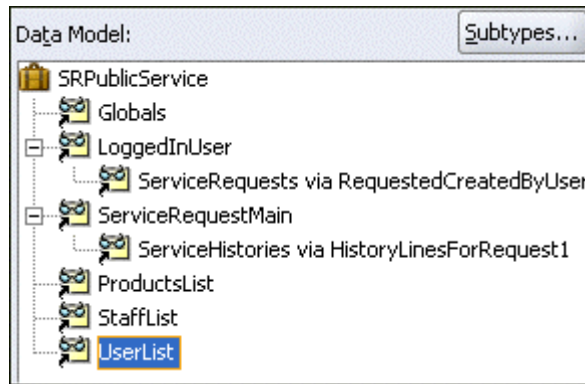 Data Model:
Subtypes...
SRPublicService
Globals
LoggedInUser
ServiceRequests via RequestedCreatedByUser
ServiceRequestMain
ServiceHistories via HistoryLinesForRequest1
ProductsList
StaffList
UserList